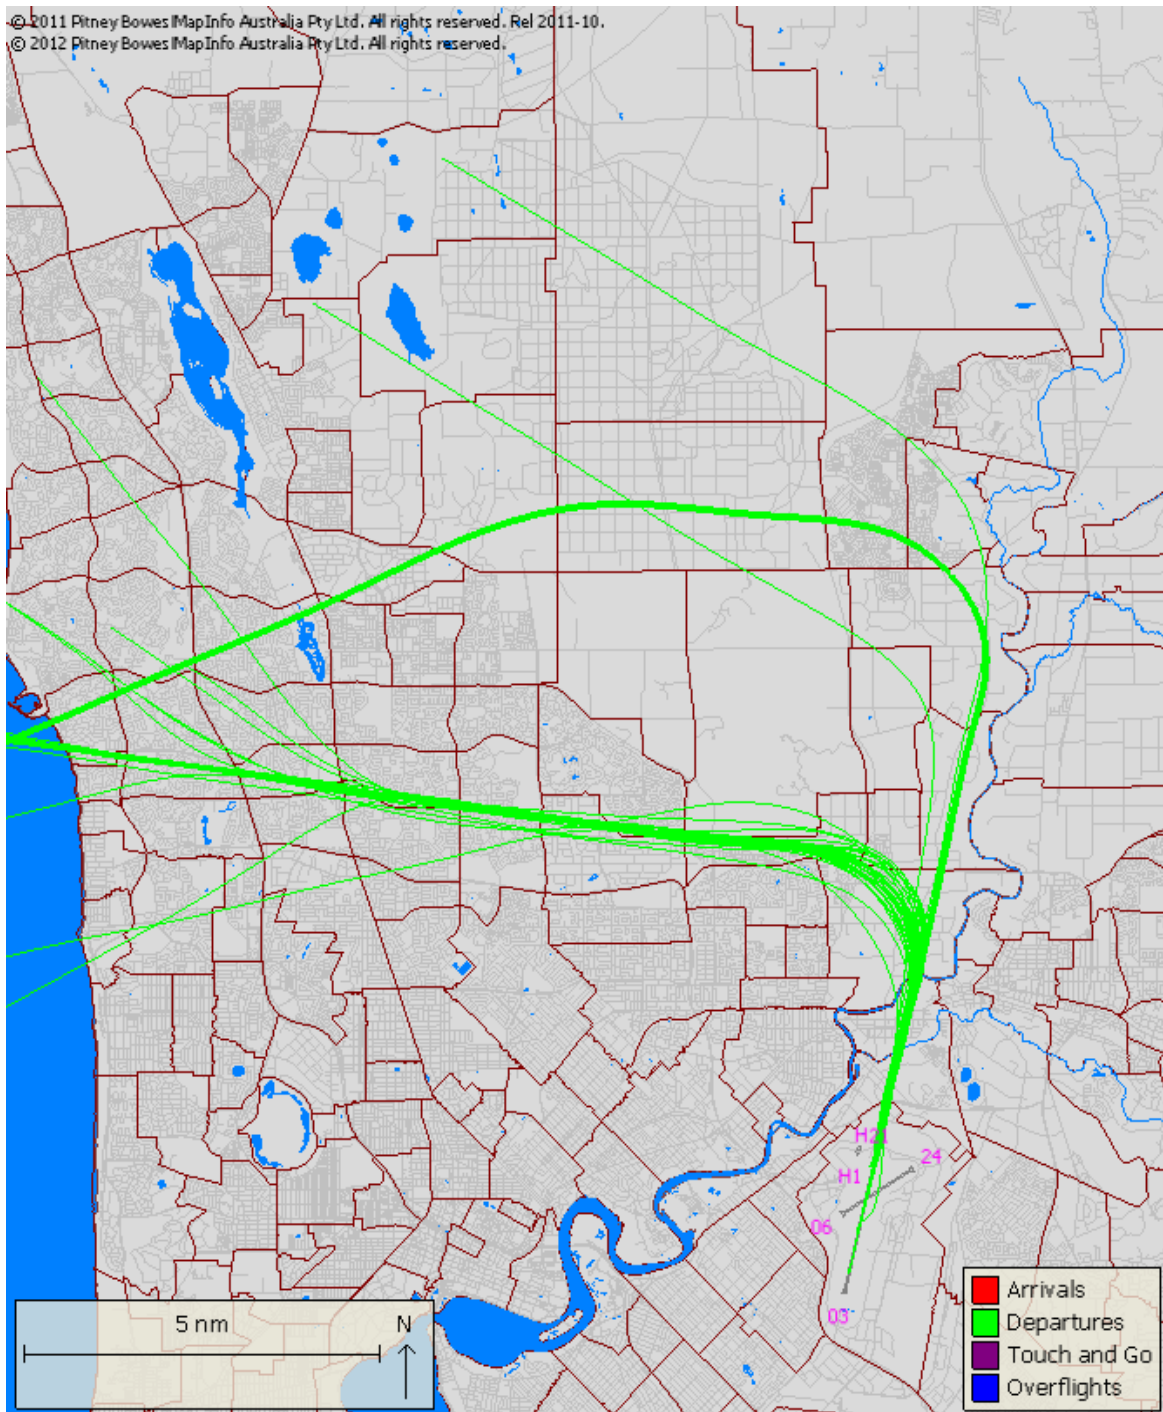 © 2011 Pitney Bowes MapInfo Australia Pty Ltd. All rights reserved. Rel 2011-10.
© 2012 Pitney Bowes MapInfo Australia Pty Ltd. All rights reserved.
H21
24
H1
06
03
5 nm
N
Arrivals
Departures
Touch and Go
Overflights